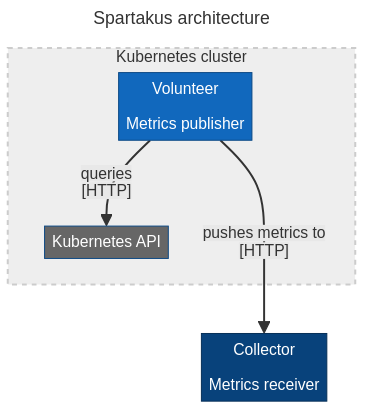 Spartakus architecture
Kubernetes cluster
Volunteer
Metrics publisher
queries
[HTTP]
Kubernetes API
pushes metrics to
[HTTP]
Collector
Metrics receiver